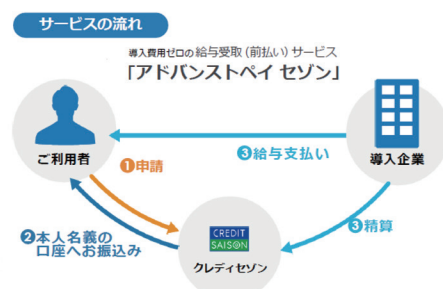 サービスの流れ
導入費用ゼロの給与受取(前払い)サービス
「アドバンストペイ セゾン」
ご利用者
❸給与支払い
導入企業
❶申請
❷本人名義の
口座へお振込み
❸精算
CREDIT
SAISON
クレディセゾン